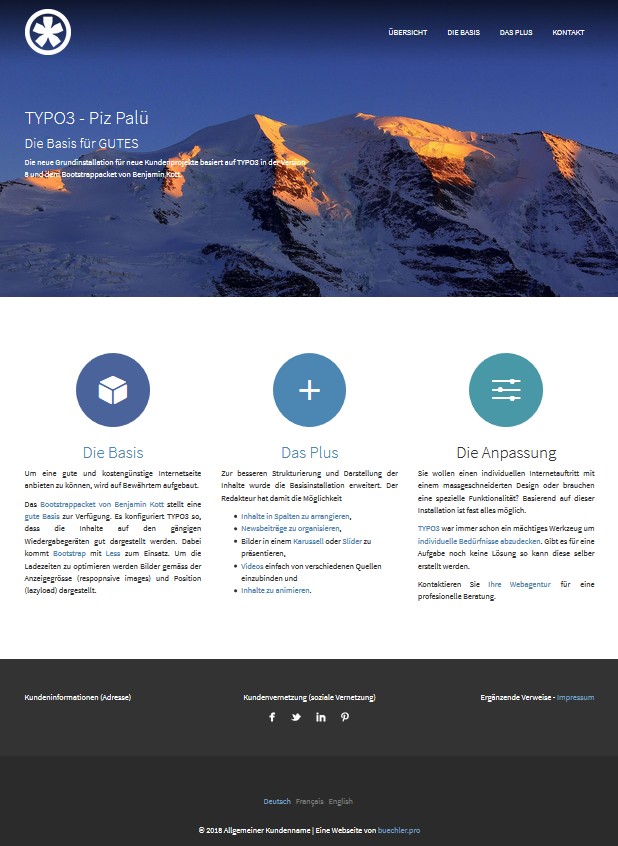 ÜBERSICHT DIE BASIS DAS PLUS KONTAKT
TYPO3 - Piz Palü
Die Basis für GUTES
Die neue Grundinstallation für neue Kundenprojekte basiert auf TYPO3 in der Version
8 und dem Bootstrappacket von Benjamin Kott.
Die Basis
Um eine gute und kostengünstige Internetseite
anbieten zu können, wird auf Bewährtem aufgebaut.
Das Bootstrappacket von Benjamin Kott stellt eine
gute Basis zur Verfügung. Es konfiguriert TYPO3 so,
dass die Inhalte auf den gängigen
Wiedergabegeräten gut dargestellt werden. Dabei
kommt Bootstrap mit Less zum Einsatz. Um die
Ladezeiten zu optimieren werden Bilder gemäss der
Anzeigegrösse (respopnsive images) und Position
(lazyload) dargestellt.
Das Plus
Zur besseren Strukturierung und Darstellung der
Inhalte wurde die Basisinstallation erweitert. Der
Redakteur hat damit die Möglichkeit
• Inhalte in Spalten zu arrangieren,
• Newsbeiträge zu organisieren,
• Bilder in einem Karussell oder Slider zu
präsentieren,
• Videos einfach von verschiedenen Quellen
einzubinden und
• Inhalte zu animieren.
Die Anpassung
Sie wollen einen individuellen Internetauftritt mit
einem massgeschneiderten Design oder brauchen
eine spezielle Funktionalität? Basierend auf dieser
Installation ist fast alles möglich.
TYPO3 war immer schon ein mächtiges Werkzeug um
individuelle Bedürfnisse abzudecken. Gibt es für eine
Aufgabe noch keine Lösung so kann diese selber
erstellt werden.
Kontaktieren Sie Ihre Webagentur für eine
profesionelle Beratung.
Kundeninformationen (Adresse)
Kundenvernetzung (soziale Vernetzung)
Ergänzende Verweise - Impressum
Deutsch Français English
© 2018 Allgemeiner Kundenname | Eine Webseite von buechler.pro